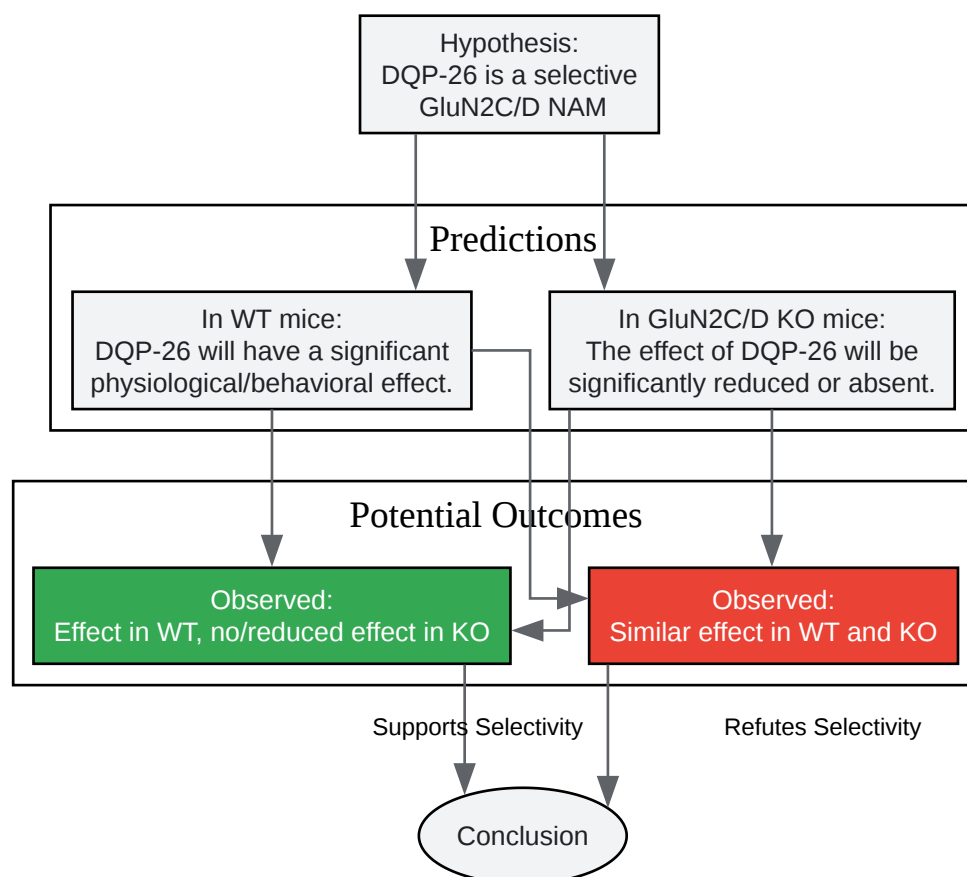 Hypothesis:
DQP-26 is a selective
GluN2C/D NAM
Predictions
In WT mice:
DQP-26 will have a significant
physiological/behavioral effect.
In GluN2C/D KO mice:
The effect of DQP-26 will be
significantly reduced or absent.
Potential Outcomes
Observed:
Effect in WT, no/reduced effect in KO
Observed:
Similar effect in WT and KO
Supports Selectivity
Refutes Selectivity
Conclusion